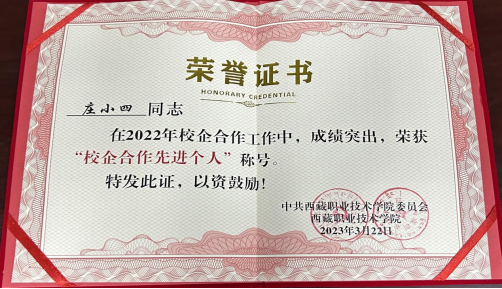 荣誉证书
HONORARY CREDENTIAL
庄小四 同志
在2022年校企合作工作中，成绩突出，荣获
“校企合作先进个人”称号。
特发此证，以资鼓励！
中共西藏职业技术学院委员会
西藏职业技术学院
2023年3月22日